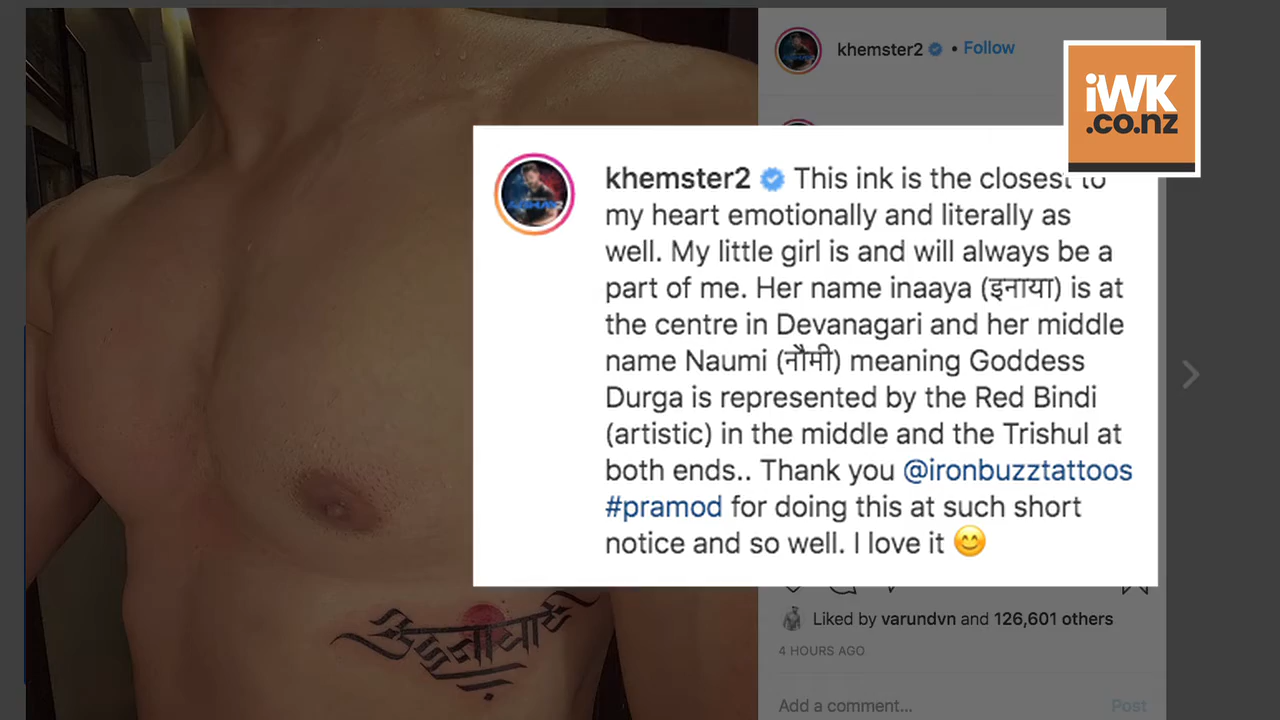 khemster2 • Follow
iWK
.co.nz
khemster2 This ink is the closest to
my heart emotionally and literally as
well. My little girl is and will always be a
part of me. Her name inaaya (इनाया) is at
the centre in Devanagari and her middle
name Naumi (नौमी) meaning Goddess
Durga is represented by the Red Bindi
(artistic) in the middle and the Trishul at
both ends.. Thank you @ironbuzztattoos
#pramod for doing this at such short
notice and so well. I love it 😊
इनाया
Liked by varundvn and 126,601 others
4 HOURS AGO
Add a comment... Post